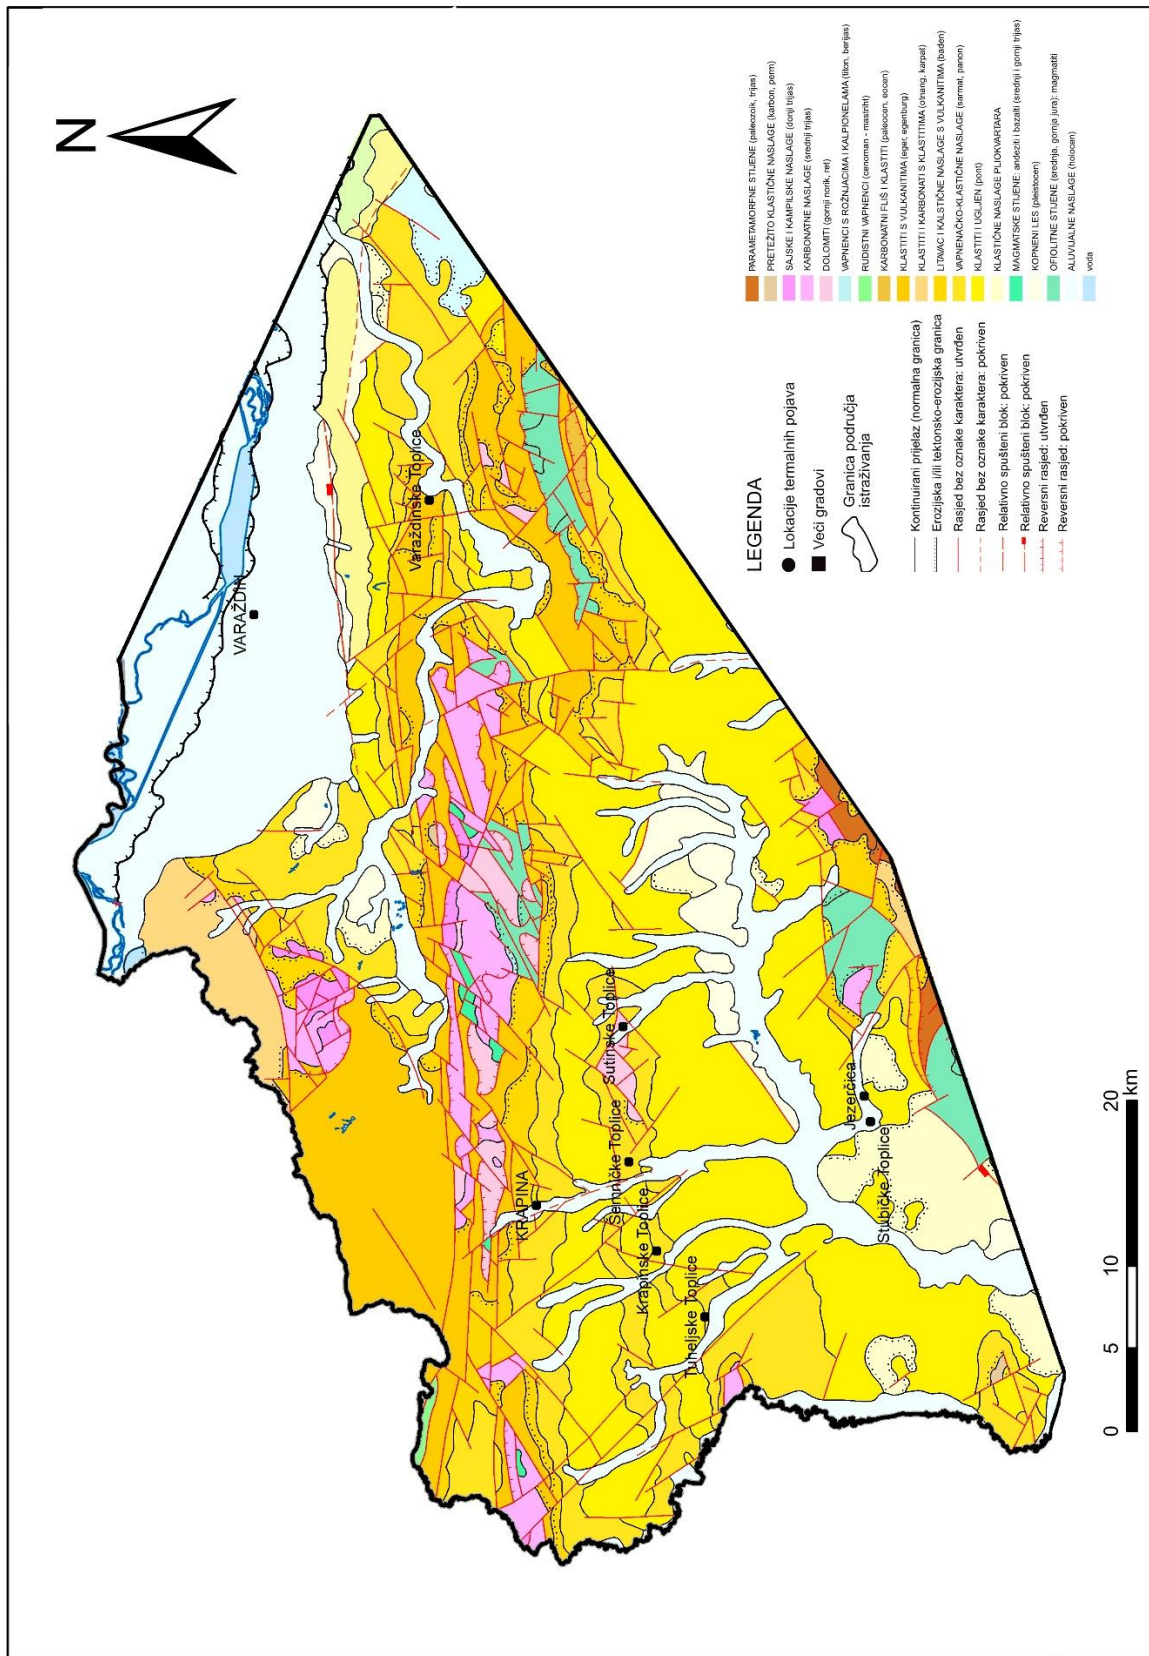 N
VARAŽDIN
Varaždinske Toplice
KRAPINA
Sutinske Toplice
Šemničke Toplice
Krapinske Toplice
Tuheljske Toplice
Jezerčica
Stubičke Toplice
LEGENDA
Lokacije termalnih pojava
Veći gradovi
Granica područja
istraživanja
Kontinuirani prijelaz (normalna granica)
Erozijska i/ili tektonsko-erozijska granica
Rasjed bez oznake karaktera: utvrđen
Rasjed bez oznake karaktera: pokriven
Relativno spušteni blok: pokriven
Relativno spušteni blok: pokriven
Reversni rasjed: utvrđen
Reversni rasjed: pokriven
PARAMETAMORFNE STIJENE (paleozoik, trijas)
PRETEŽITO KLASTIČNE NASLAGE (karbon, perm)
SAJSKE I KAMPILSKE NASLAGE (donji trijas)
KARBONATNE NASLAGE (srednji trijas)
DOLOMITI (gornji norik, ret)
VAPNENCI S ROŽNJACIMA I KALPIONELAMA (titon, berijas)
RUDISTNI VAPNENCI (cenoman - mastriht)
KARBONATNI FLIŠ I KLASTITI (paleocen, eocen)
KLASTITI S VULKANITIMA (eger, egenburg)
KLASTITI I KARBONATI S KLASTITIMA (otnang, karpat)
LITAVAC I KALSTIČNE NASLAGE S VULKANITIMA (baden)
VAPNENAČKO-KLASTIČNE NASLAGE (sarmat, panon)
KLASTITI I UGLJEN (pont)
KLASTIČNE NASLAGE PLIOKVARTARA
MAGMATSKE STIJENE: andeziti i bazalti (srednji i gornji trijas)
KOPNENI LES (pleistocen)
OFIOLITNE STIJENE (srednja, gornja jura): magmatiti
ALUVIJALNE NASLAGE (holocen)
voda
0 5 10 20
km